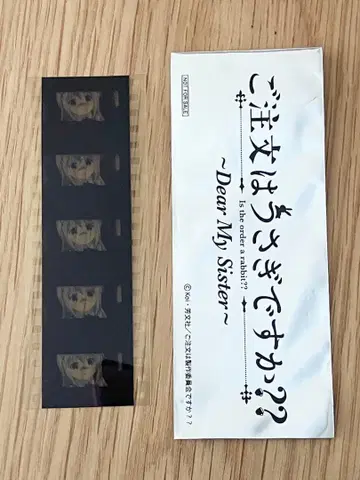 NOT FOR SALE
ご注文はうさぎですか??
Is the order a rabbit??
~Dear My Sister~
©Koi・芳文社/ご注文は製作委員会ですか??